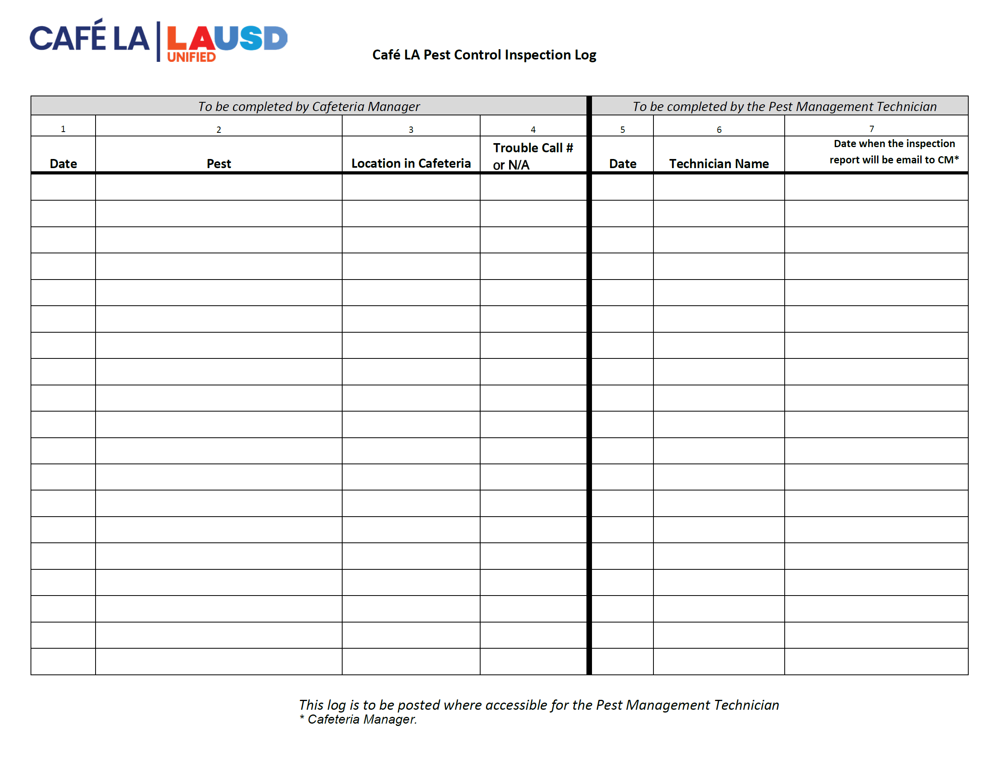 CAFÉ LA LAUSD
UNIFIED
Café LA Pest Control Inspection Log
To be completed by Cafeteria Manager
To be completed by the Pest Management Technician
1 2 3 4 5 6 7
Date
Pest
Location in Cafeteria
Trouble Call #
or N/A
Date
Technician Name
Date when the inspection
report will be email to CM*
This log is to be posted where accessible for the Pest Management Technician
* Cafeteria Manager.